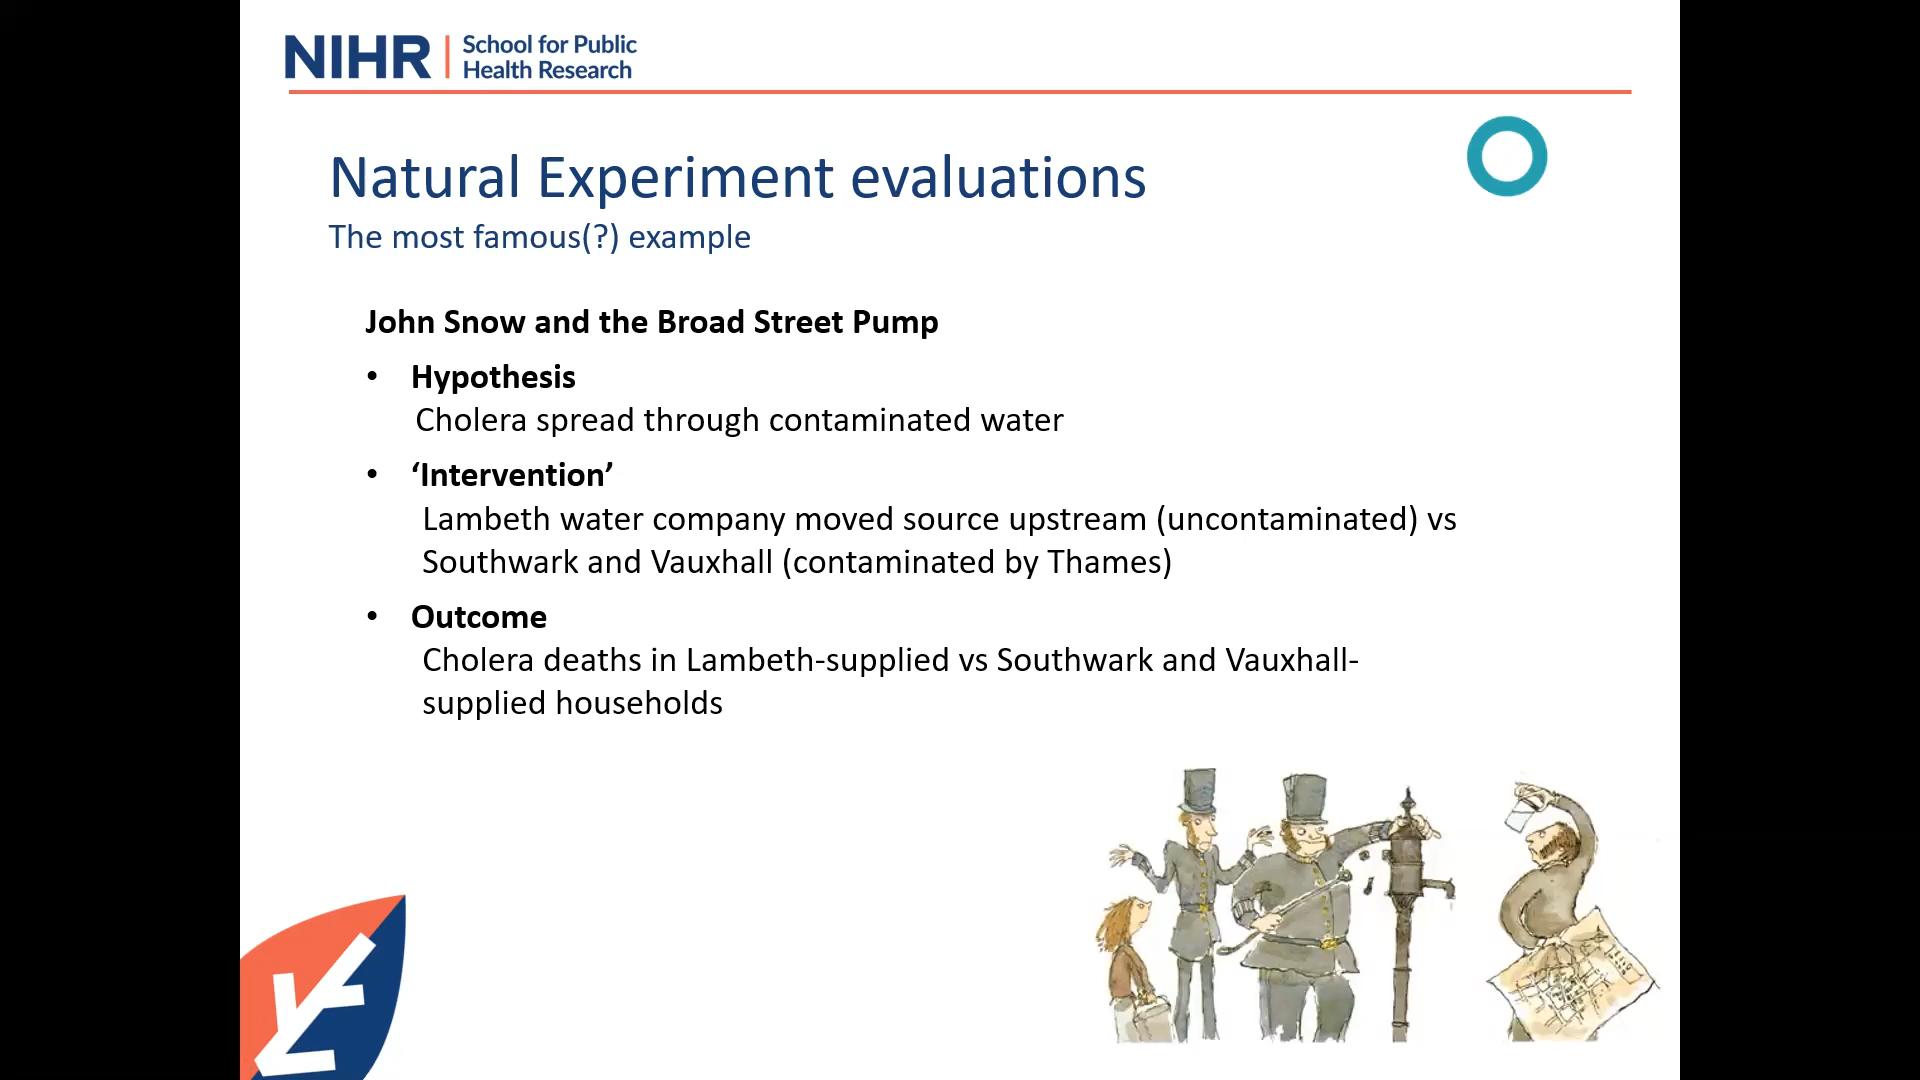 NIHR | School for Public
Health Research
Natural Experiment evaluations
The most famous(?) example
John Snow and the Broad Street Pump
• Hypothesis
Cholera spread through contaminated water
• ‘Intervention’
Lambeth water company moved source upstream (uncontaminated) vs
Southwark and Vauxhall (contaminated by Thames)
• Outcome
Cholera deaths in Lambeth-supplied vs Southwark and Vauxhall-
supplied households